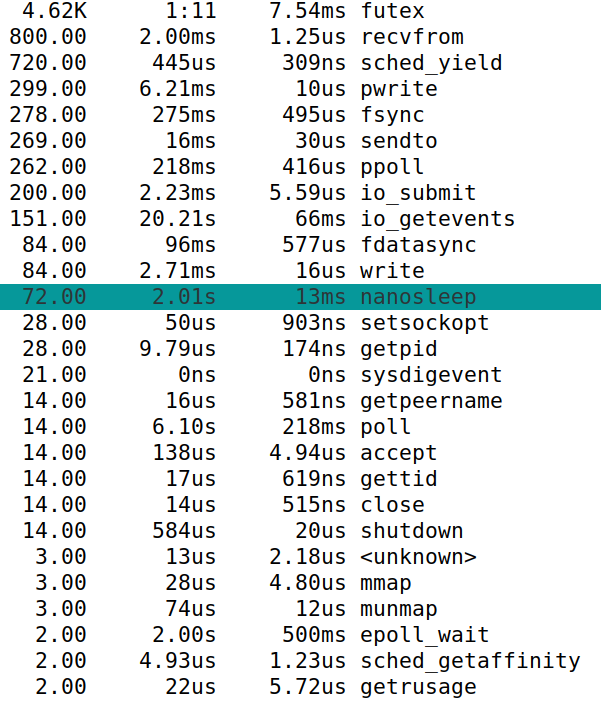 4.62K 1:11 7.54ms futex
800.00 2.00ms 1.25us recvfrom
720.00 445us 309ns sched_yield
299.00 6.21ms 10us pwrite
278.00 275ms 495us fsync
269.00 16ms 30us sendto
262.00 218ms 416us ppoll
200.00 2.23ms 5.59us io_submit
151.00 20.21s 66ms io_getevents
84.00 96ms 577us fdatasync
84.00 2.71ms 16us write
72.00 2.01s 13ms nanosleep
28.00 50us 903ns setsockopt
28.00 9.79us 174ns getpid
21.00 0ns 0ns sysdigevent
14.00 16us 581ns getpeername
14.00 6.10s 218ms poll
14.00 138us 4.94us accept
14.00 17us 619ns gettid
14.00 14us 515ns close
14.00 584us 20us shutdown
3.00 13us 2.18us <unknown>
3.00 28us 4.80us mmap
3.00 74us 12us munmap
2.00 2.00s 500ms epoll_wait
2.00 4.93us 1.23us sched_getaffinity
2.00 22us 5.72us getrusage